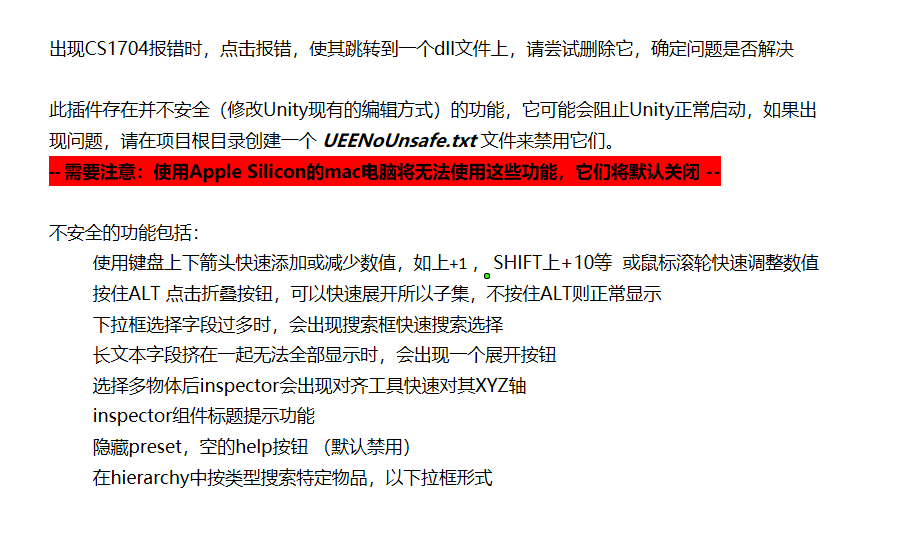 出现CS1704报错时，点击报错，使其跳转到一个dll文件上，请尝试删除它，确定问题是否解决
此插件存在并不安全（修改Unity现有的编辑方式）的功能，它可能会阻止Unity正常启动，如果出
现问题，请在项目根目录创建一个 UEENoUnsafe.txt 文件来禁用它们。
-- 需要注意：使用Apple Silicon的mac电脑将无法使用这些功能，它们将默认关闭 --
不安全的功能包括：
使用键盘上下箭头快速添加或减少数值，如上+1 ，SHIFT上+10等 或鼠标滚轮快速调整数值
按住ALT 点击折叠按钮，可以快速展开所以子集，不按住ALT则正常显示
下拉框选择字段过多时，会出现搜索框快速搜索选择
长文本字段挤在一起无法全部显示时，会出现一个展开按钮
选择多物体后inspector会出现对齐工具快速对其XYZ轴
inspector组件标题提示功能
隐藏preset，空的help按钮 （默认禁用）
在hierarchy中按类型搜索特定物品，以下拉框形式